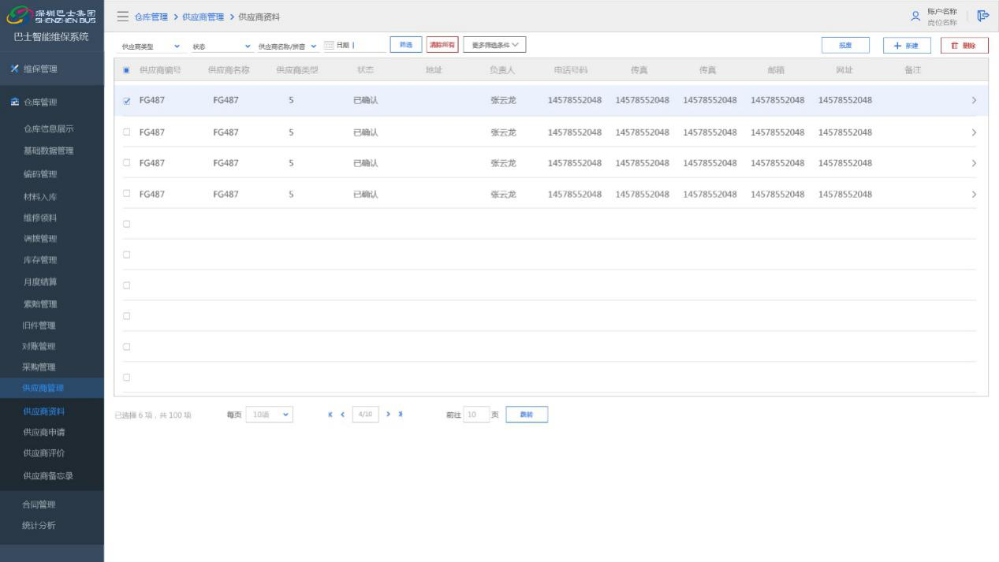 深圳巴士集团
SHENZHEN BUS
巴士智能维保系统
维保管理
仓库管理
仓库信息展示
基础数据管理
编码管理
材料入库
维修领料
调拨管理
库存管理
月度结算
索赔管理
旧件管理
对账管理
采购管理
供应商管理
供应商资料
供应商申请
供应商评价
供应商备忘录
合同管理
统计分析
仓库管理 > 供应商管理 > 供应商资料
账户名称
岗位名称
供应商类型 状态 供应商名称/拼音 日期 筛选 清除所有 更多筛选条件 报废 + 新建 删除
供应商编号 供应商名称 供应商类型 状态 地址 负责人 电话号码 传真 传真 邮箱 网址 备注
FG487 FG487 5 已确认 张云龙 14578552048 14578552048 14578552048 14578552048 14578552048
FG487 FG487 5 已确认 张云龙 14578552048 14578552048 14578552048 14578552048 14578552048
FG487 FG487 5 已确认 张云龙 14578552048 14578552048 14578552048 14578552048 14578552048
FG487 FG487 5 已确认 张云龙 14578552048 14578552048 14578552048 14578552048 14578552048
已选择 6 项，共 100 项 每页 10项 4/10 前往 10 页 跳转